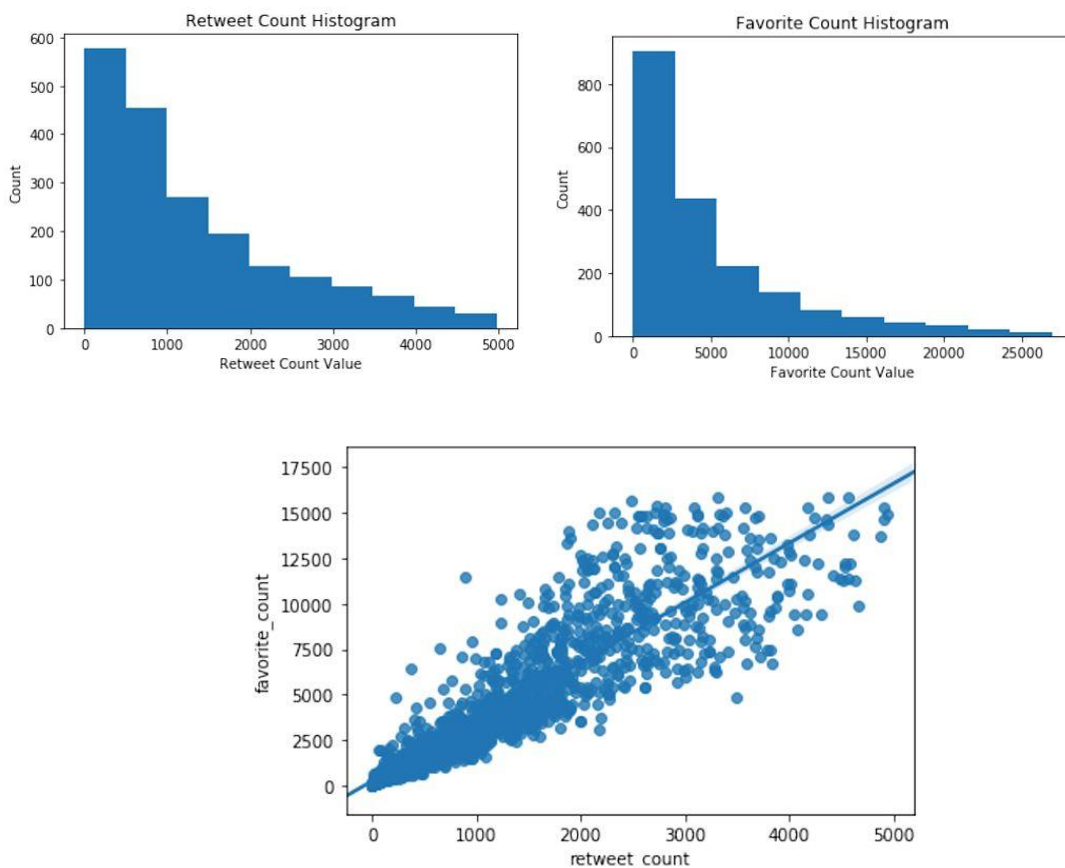 Retweet Count Histogram
600
500
400
300
200
100
0
Count
0 1000 2000 3000 4000 5000
Retweet Count Value
Favorite Count Histogram
800
600
400
200
0
Count
0 5000 10000 15000 20000 25000
Favorite Count Value
17500
15000
12500
10000
7500
5000
2500
0
favorite_count
0 1000 2000 3000 4000 5000
retweet_count